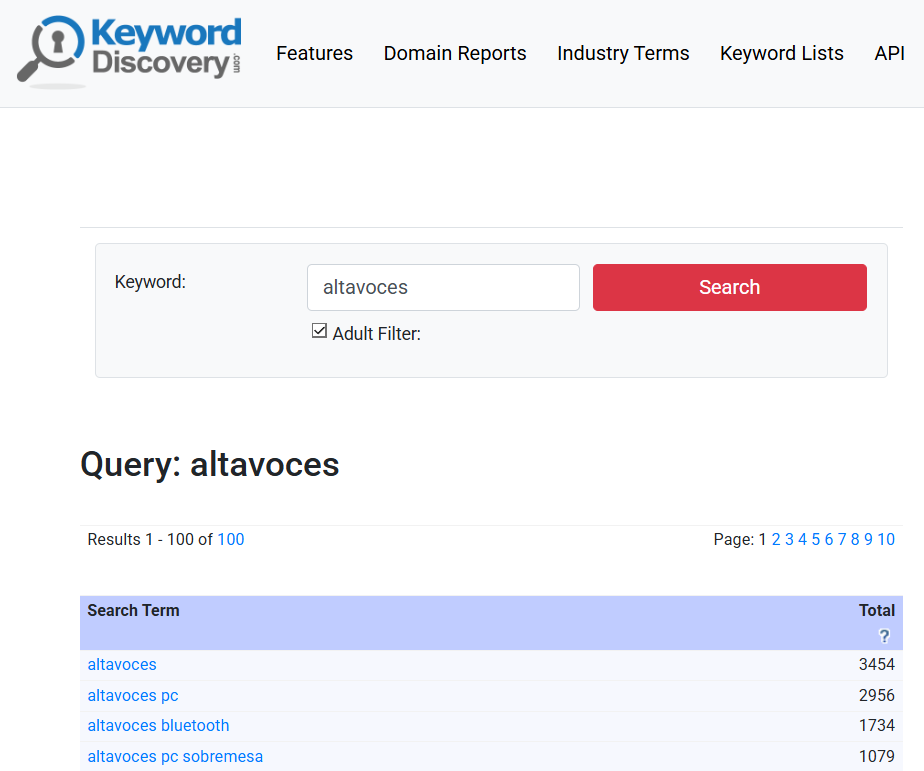 Keyword
Discovery.com
Features Domain Reports Industry Terms Keyword Lists API
Keyword: altavoces Search
Adult Filter:
Query: altavoces
Results 1 - 100 of 100 Page: 1 2 3 4 5 6 7 8 9 10
Search Term Total
?
altavoces 3454
altavoces pc 2956
altavoces bluetooth 1734
altavoces pc sobremesa 1079